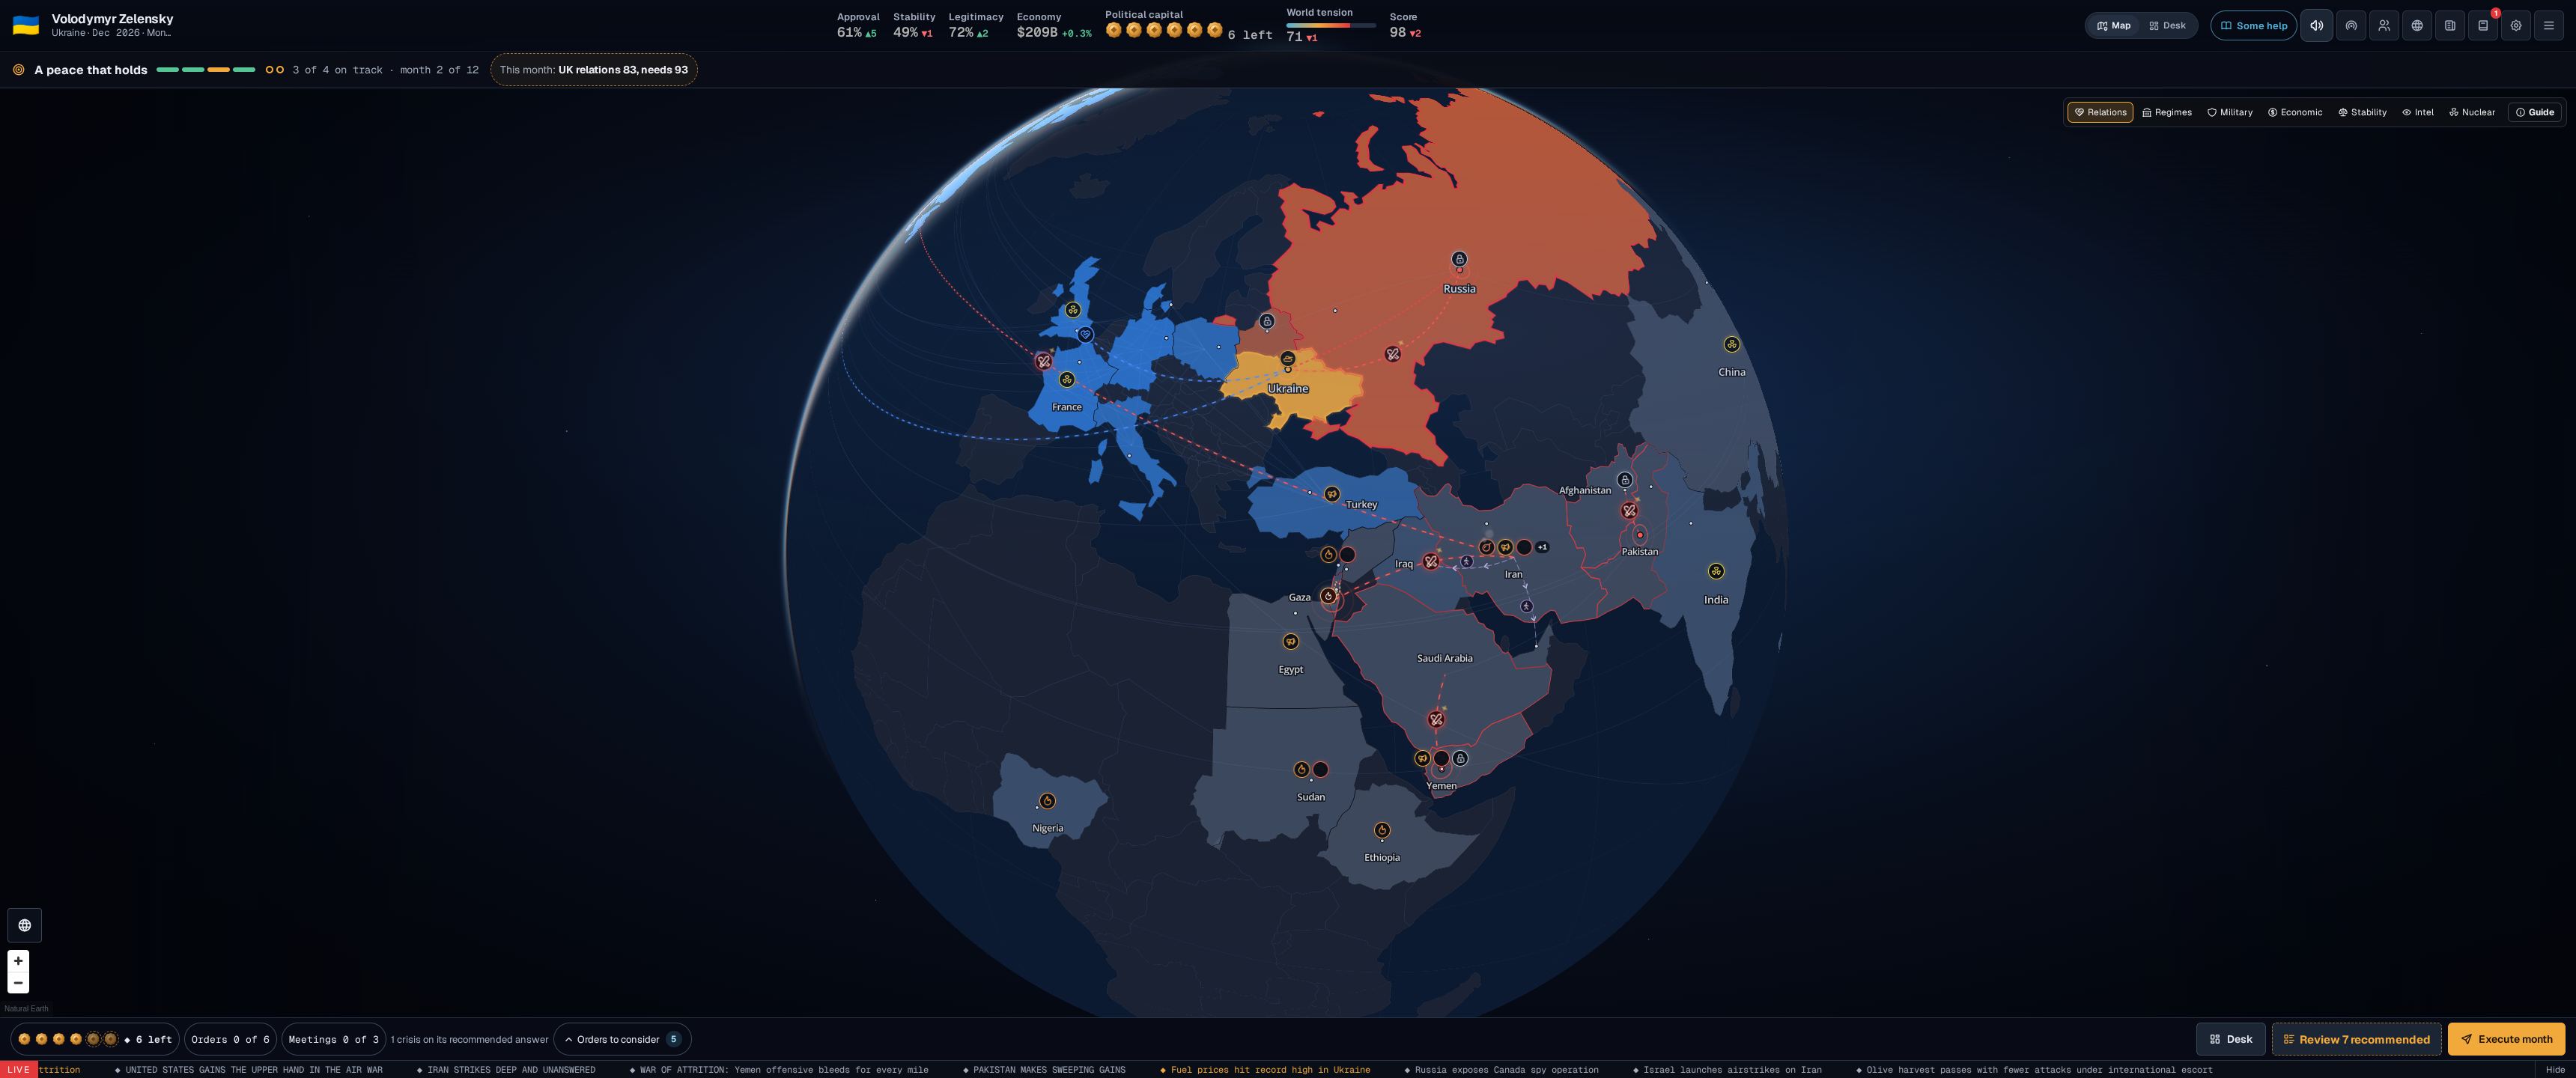 Volodymyr Zelensky
Ukraine · Dec 2026 · Mon...
Approval
61% ▲5
Stability
49% ▼1
Legitimacy
72% ▲2
Economy
$209B +0.3%
Political capital
6 left
World tension
71 ▼1
Score
98 ▼2
Map
Desk
Some help
1
A peace that holds
3 of 4 on track · month 2 of 12
This month: UK relations 83, needs 93
Relations
Regimes
Military
Economic
Stability
Intel
Nuclear
Guide
Russia
China
Ukraine
France
Turkey
Afghanistan
Pakistan
Iraq
Iran
+1
Gaza
India
Egypt
Saudi Arabia
Sudan
Yemen
Nigeria
Ethiopia
+
−
Natural Earth
◆ 6 left
Orders 0 of 6
Meetings 0 of 3
1 crisis on its recommended answer
Orders to consider 5
Desk
Review 7 recommended
Execute month
LIVE
ttrition ◆ UNITED STATES GAINS THE UPPER HAND IN THE AIR WAR ◆ IRAN STRIKES DEEP AND UNANSWERED ◆ WAR OF ATTRITION: Yemen offensive bleeds for every mile ◆ PAKISTAN MAKES SWEEPING GAINS ◆ Fuel prices hit record high in Ukraine ◆ Russia exposes Canada spy operation ◆ Israel launches airstrikes on Iran ◆ Olive harvest passes with fewer attacks under international escort
Hide